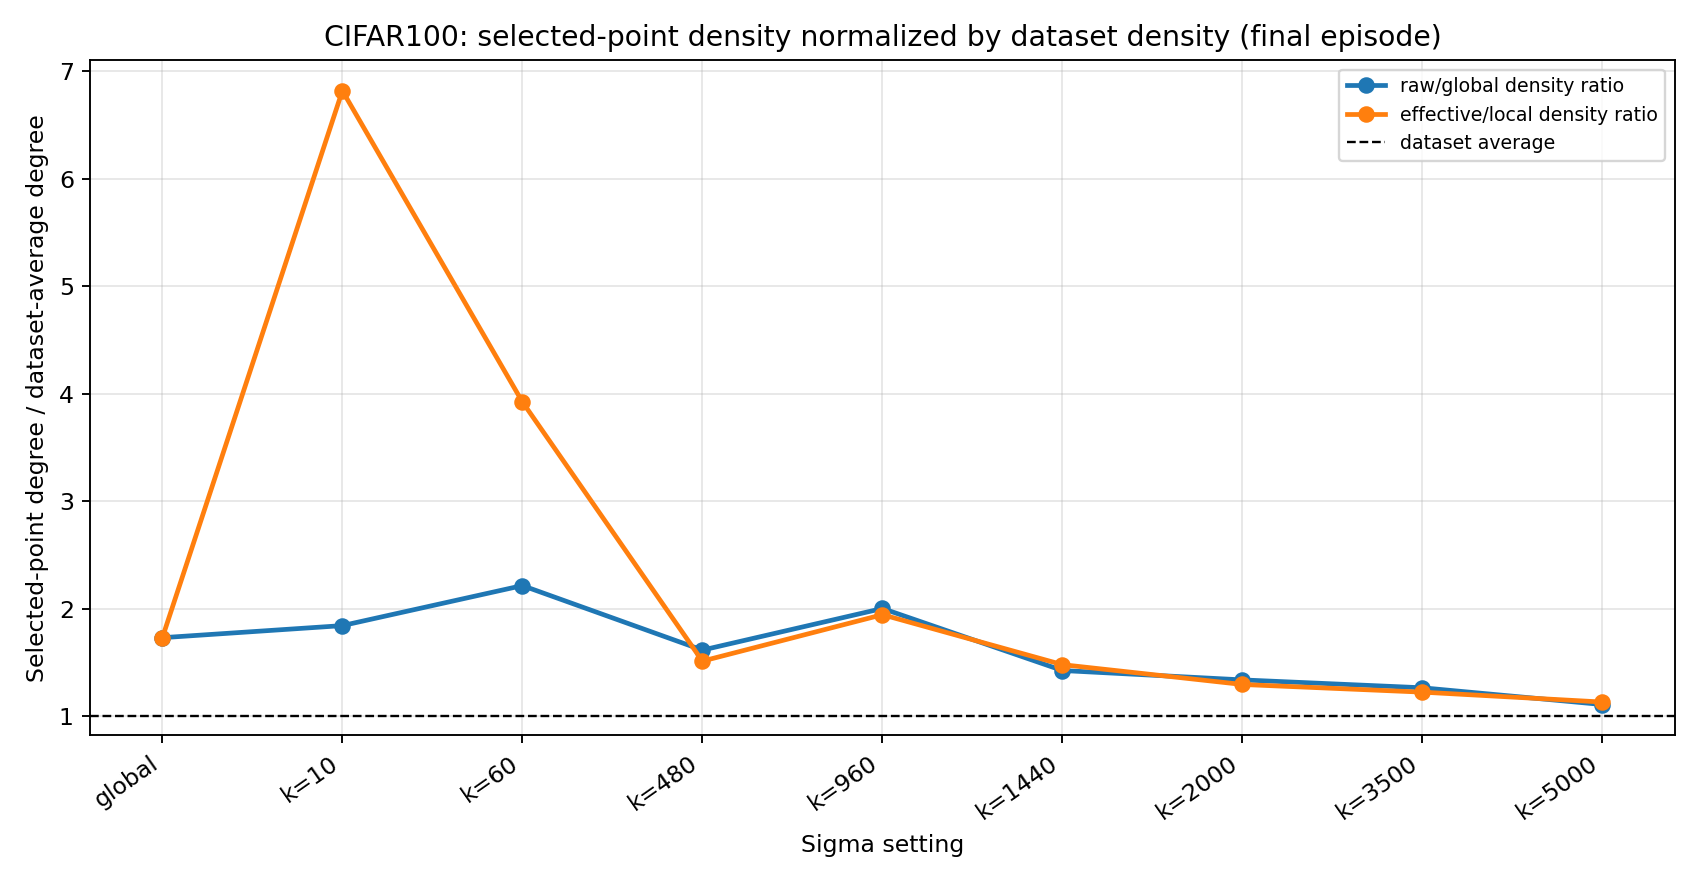 CIFAR100: selected-point density normalized by dataset density (final episode)
Selected-point degree / dataset-average degree
7
6
5
4
3
2
1
raw/global density ratio
effective/local density ratio
dataset average
global
k=10
k=60
k=480
k=960
k=1440
k=2000
k=3500
k=5000
Sigma setting